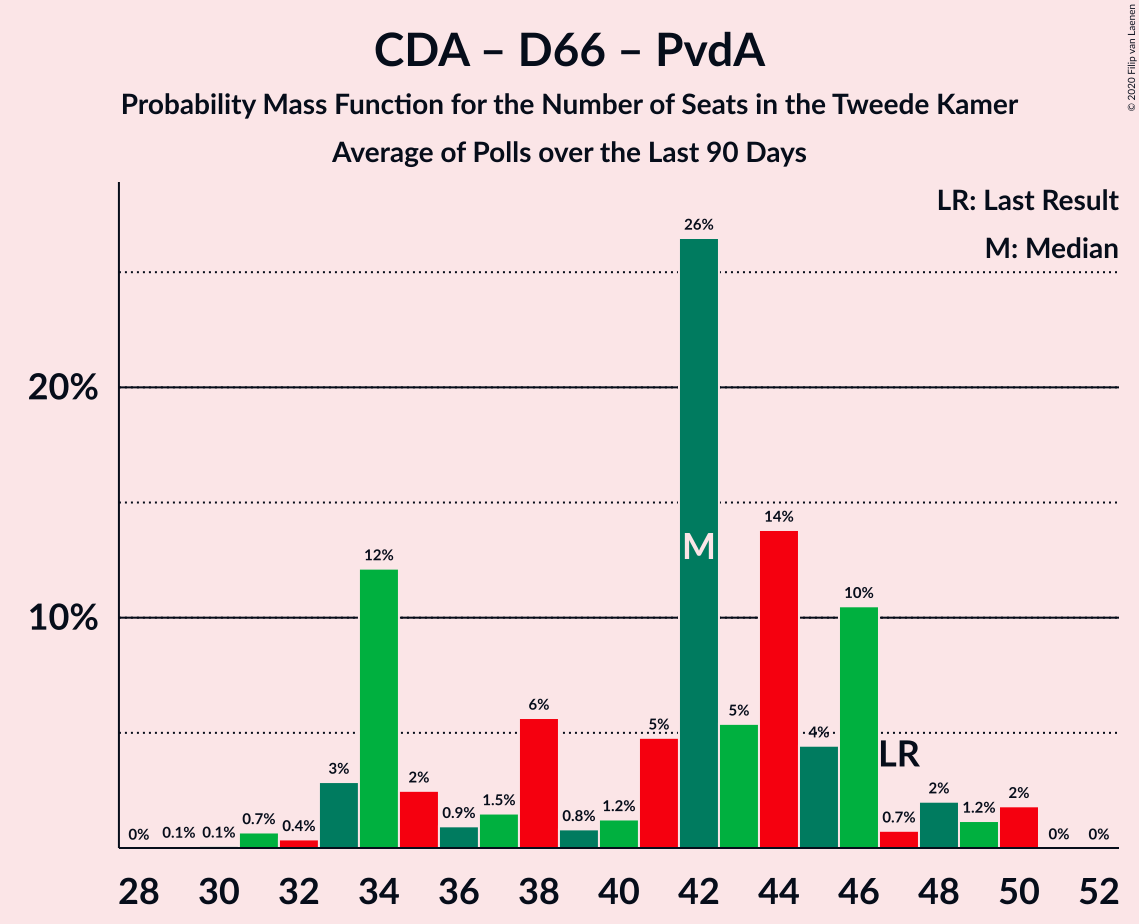 CDA – D66 – PvdA
Probability Mass Function for the Number of Seats in the Tweede Kamer
Average of Polls over the Last 90 Days
© 2020 Filip van Laenen
LR: Last Result
M: Median
20%
10%
0% 0.1% 0.1% 0.7% 0.4% 3% 12% 2% 0.9% 1.5% 6% 0.8% 1.2% 5% 26% 5% 14% 4% 10% 0.7% 2% 1.2% 2% 0% 0%
M
LR
28 30 32 34 36 38 40 42 44 46 48 50 52